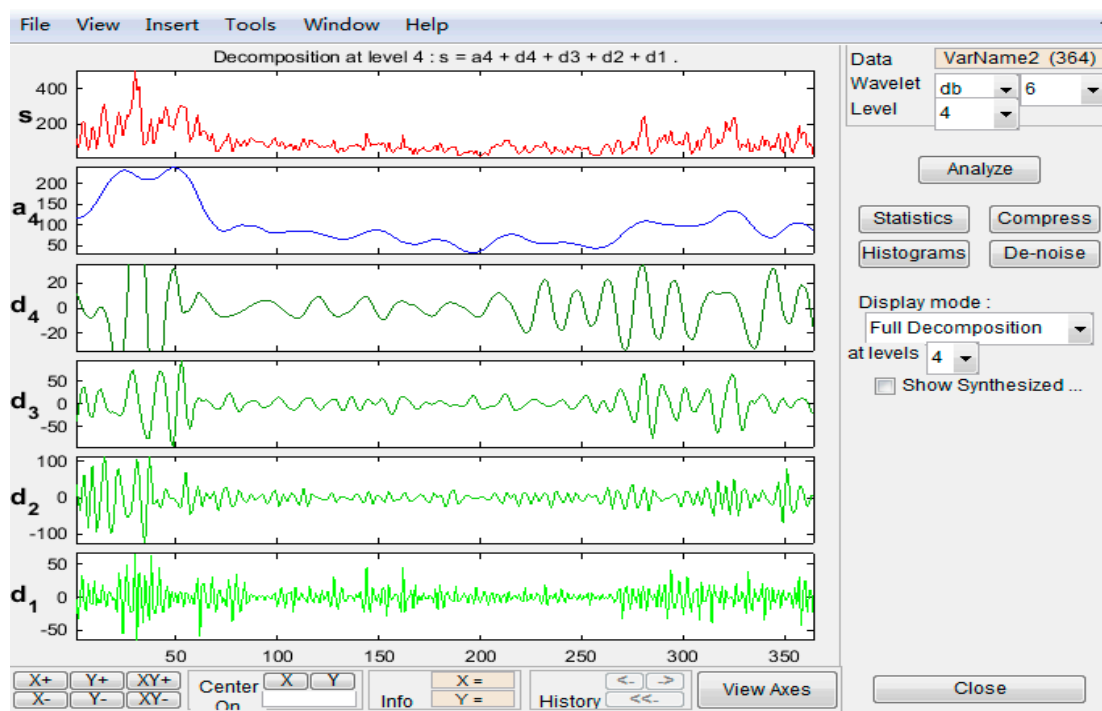 File View Insert Tools Window Help
Decomposition at level 4 : s = a4 + d4 + d3 + d2 + d1 .
s
400
200
a4
200
150
100
50
d4
20
0
-20
d3
50
0
-50
d2
100
0
-100
d1
50
0
-50
50 100 150 200 250 300 350
Data VarName2 (364)
Wavelet db 6
Level 4
Analyze
Statistics Compress
Histograms De-noise
Display mode :
Full Decomposition
at levels 4
Show Synthesized ...
X+ Y+ XY+
X- Y- XY-
Center On X Y
Info X = Y =
History <- -> <<-
View Axes
Close